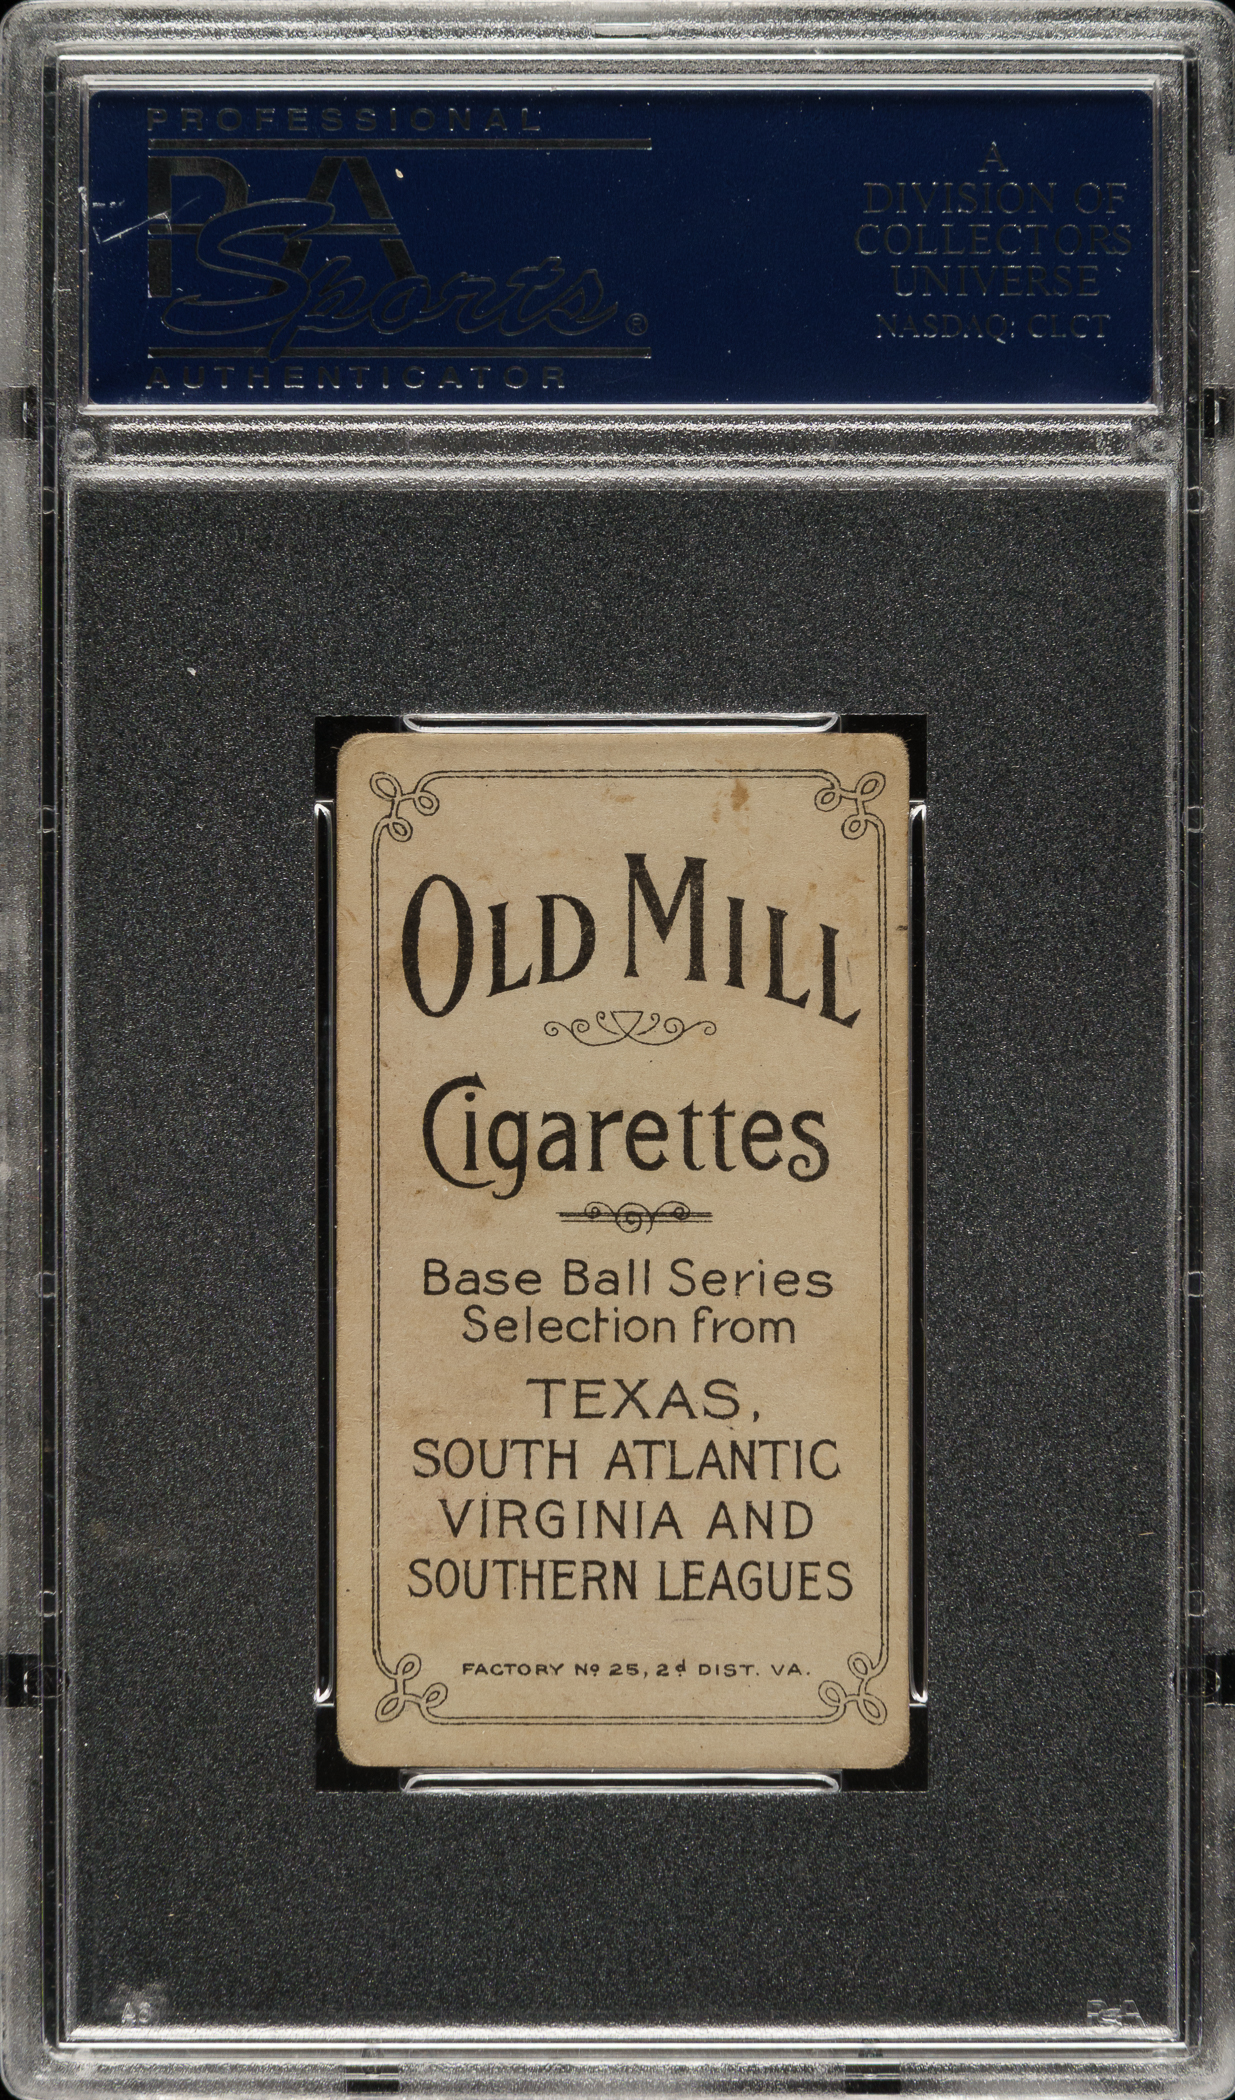 PROFESSIONAL
PSA
Sports®
AUTHENTICATOR
A
DIVISION OF
COLLECTORS
UNIVERSE
NASDAQ: CLCT
OLD MILL
Cigarettes
Base Ball Series
Selection from
TEXAS,
SOUTH ATLANTIC
VIRGINIA AND
SOUTHERN LEAGUES
FACTORY Nº 25, 2d DIST. VA.
PSA